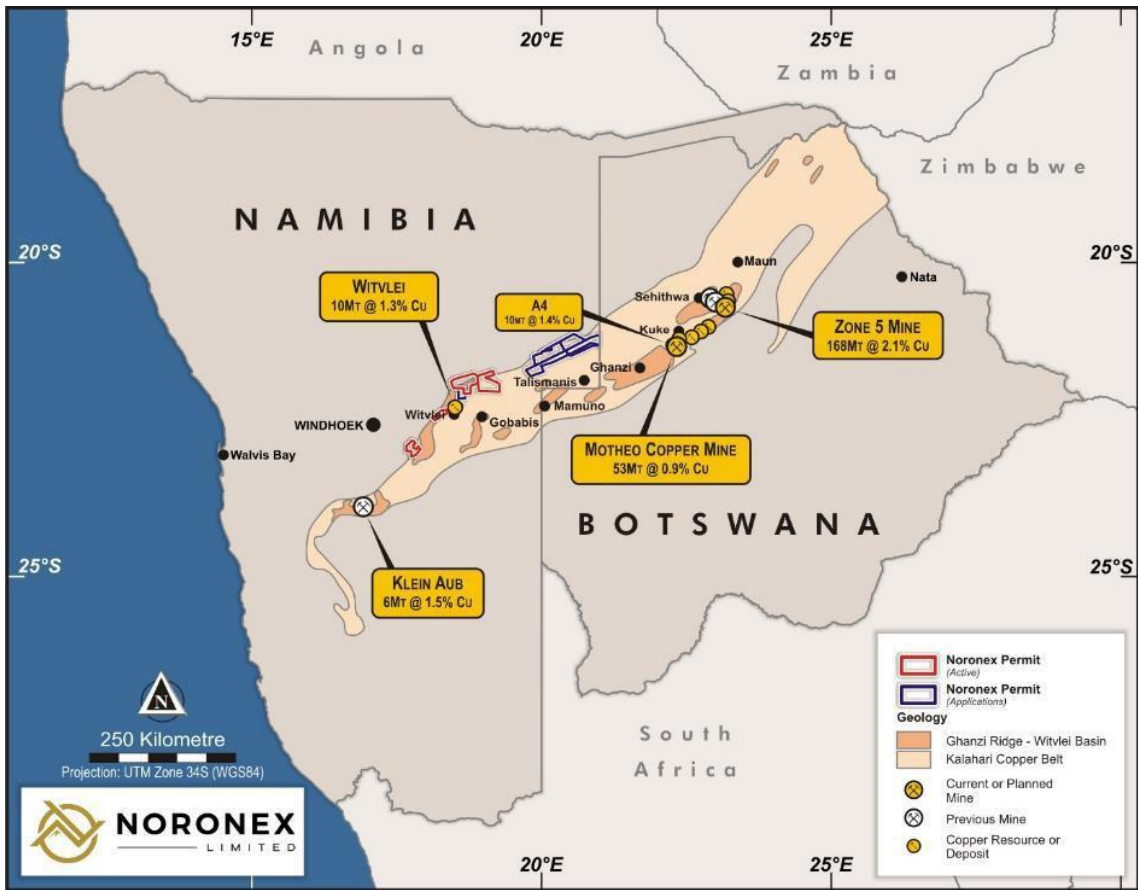 15°E
20°E
25°E
Angola
Zambia
Zimbabwe
NAMIBIA
20°S
20°S
WITVLEI
10MT @ 1.3% CU
A4
10MT @ 1.4% CU
Maun
Nata
Sehithwa
Kuke
ZONE 5 MINE
168MT @ 2.1% CU
Ghanzi
Talismanis
Mamuno
Witvlei
Gobabis
WINDHOEK
Walvis Bay
MOTHEO COPPER MINE
53MT @ 0.9% CU
BOTSWANA
KLEIN AUB
6MT @ 1.5% CU
25°S
25°S
South
Africa
N
250 Kilometre
Projection: UTM Zone 34S (WGS84)
NORONEX
LIMITED
Noronex Permit
(Active)
Noronex Permit
(Applications)
Geology
Ghanzi Ridge - Witvlei Basin
Kalahari Copper Belt
Current or Planned
Mine
Previous Mine
Copper Resource or
Deposit
20°E
25°E